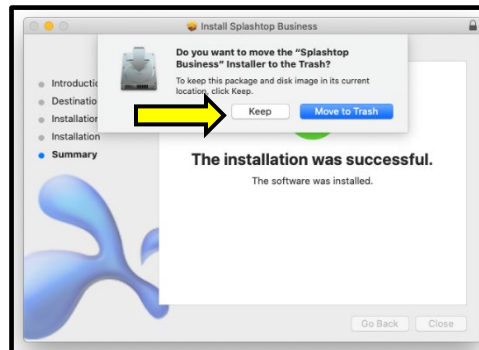 Install Splashtop Business
Do you want to move the “Splashtop
Business” Installer to the Trash?
To keep this package and disk image in its current
location, click Keep.
Keep
Move to Trash
Introductio
Destinatio
Installation
Installation
Summary
The installation was successful.
The software was installed.
Go Back
Close